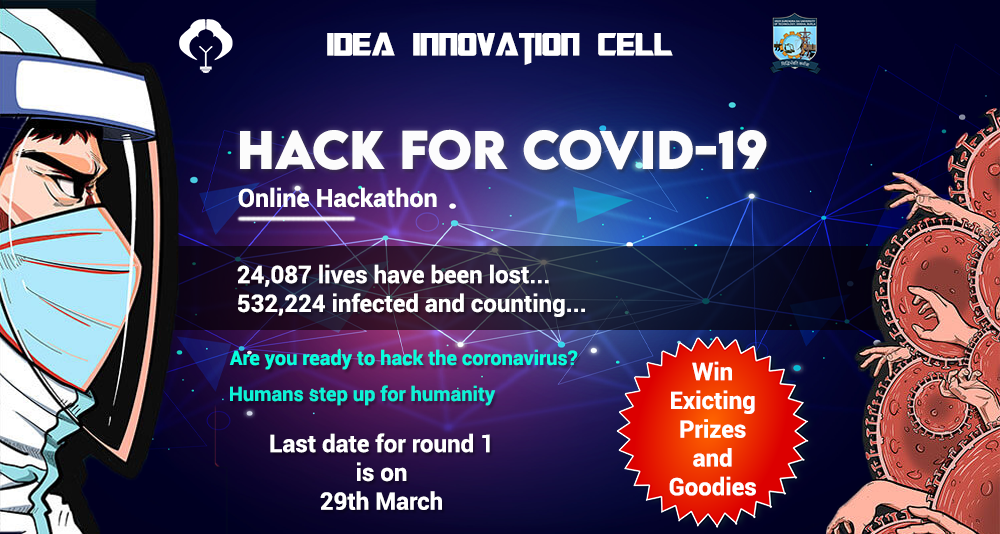 IDEA INNOVATION CELL
HACK FOR COVID-19
Online Hackathon
24,087 lives have been lost...
532,224 infected and counting...
Are you ready to hack the coronavirus?
Humans step up for humanity
Last date for round 1
is on
29th March
Win
Exicting
Prizes
and
Goodies